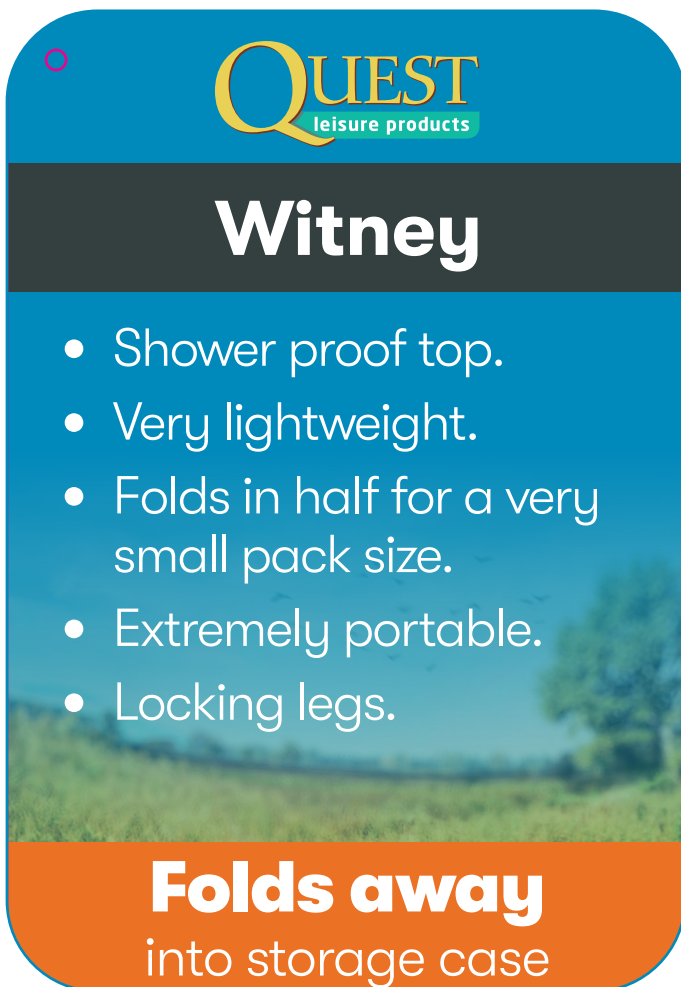 QUEST
leisure products
Witney
• Shower proof top.
• Very lightweight.
• Folds in half for a very
small pack size.
• Extremely portable.
• Locking legs.
Folds away
into storage case